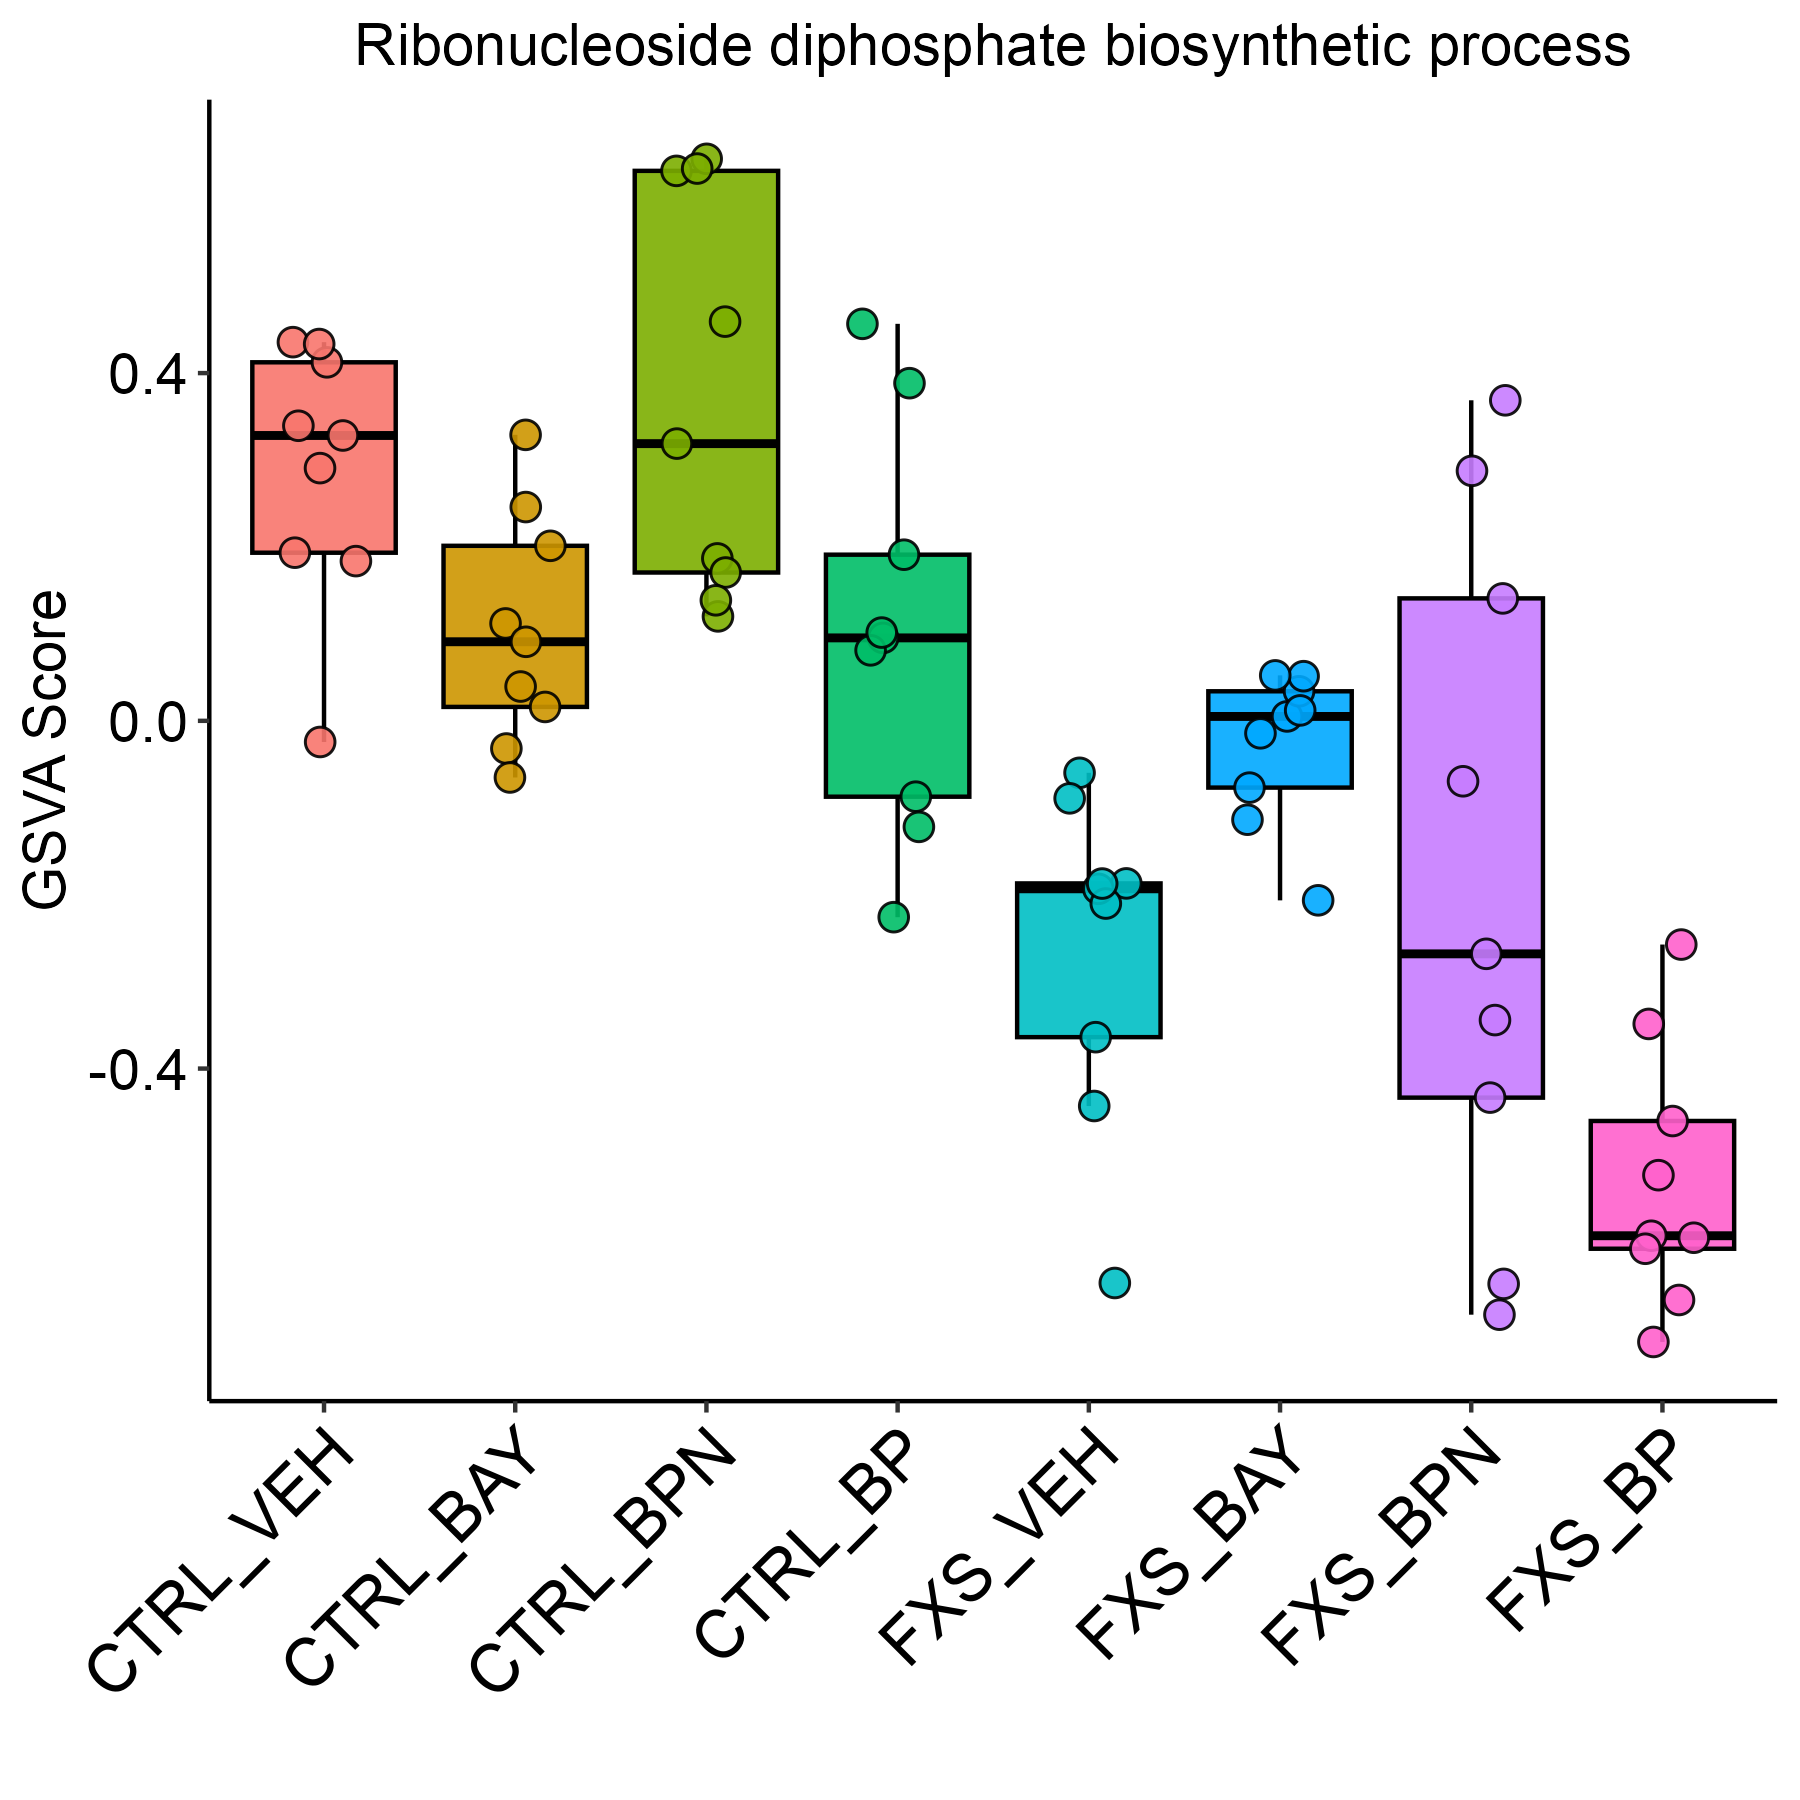 Ribonucleoside diphosphate biosynthetic process
GSVA Score
0.4
0.0
-0.4
CTRL_VEH
CTRL_BAY
CTRL_BPN
CTRL_BP
FXS_VEH
FXS_BAY
FXS_BPN
FXS_BP